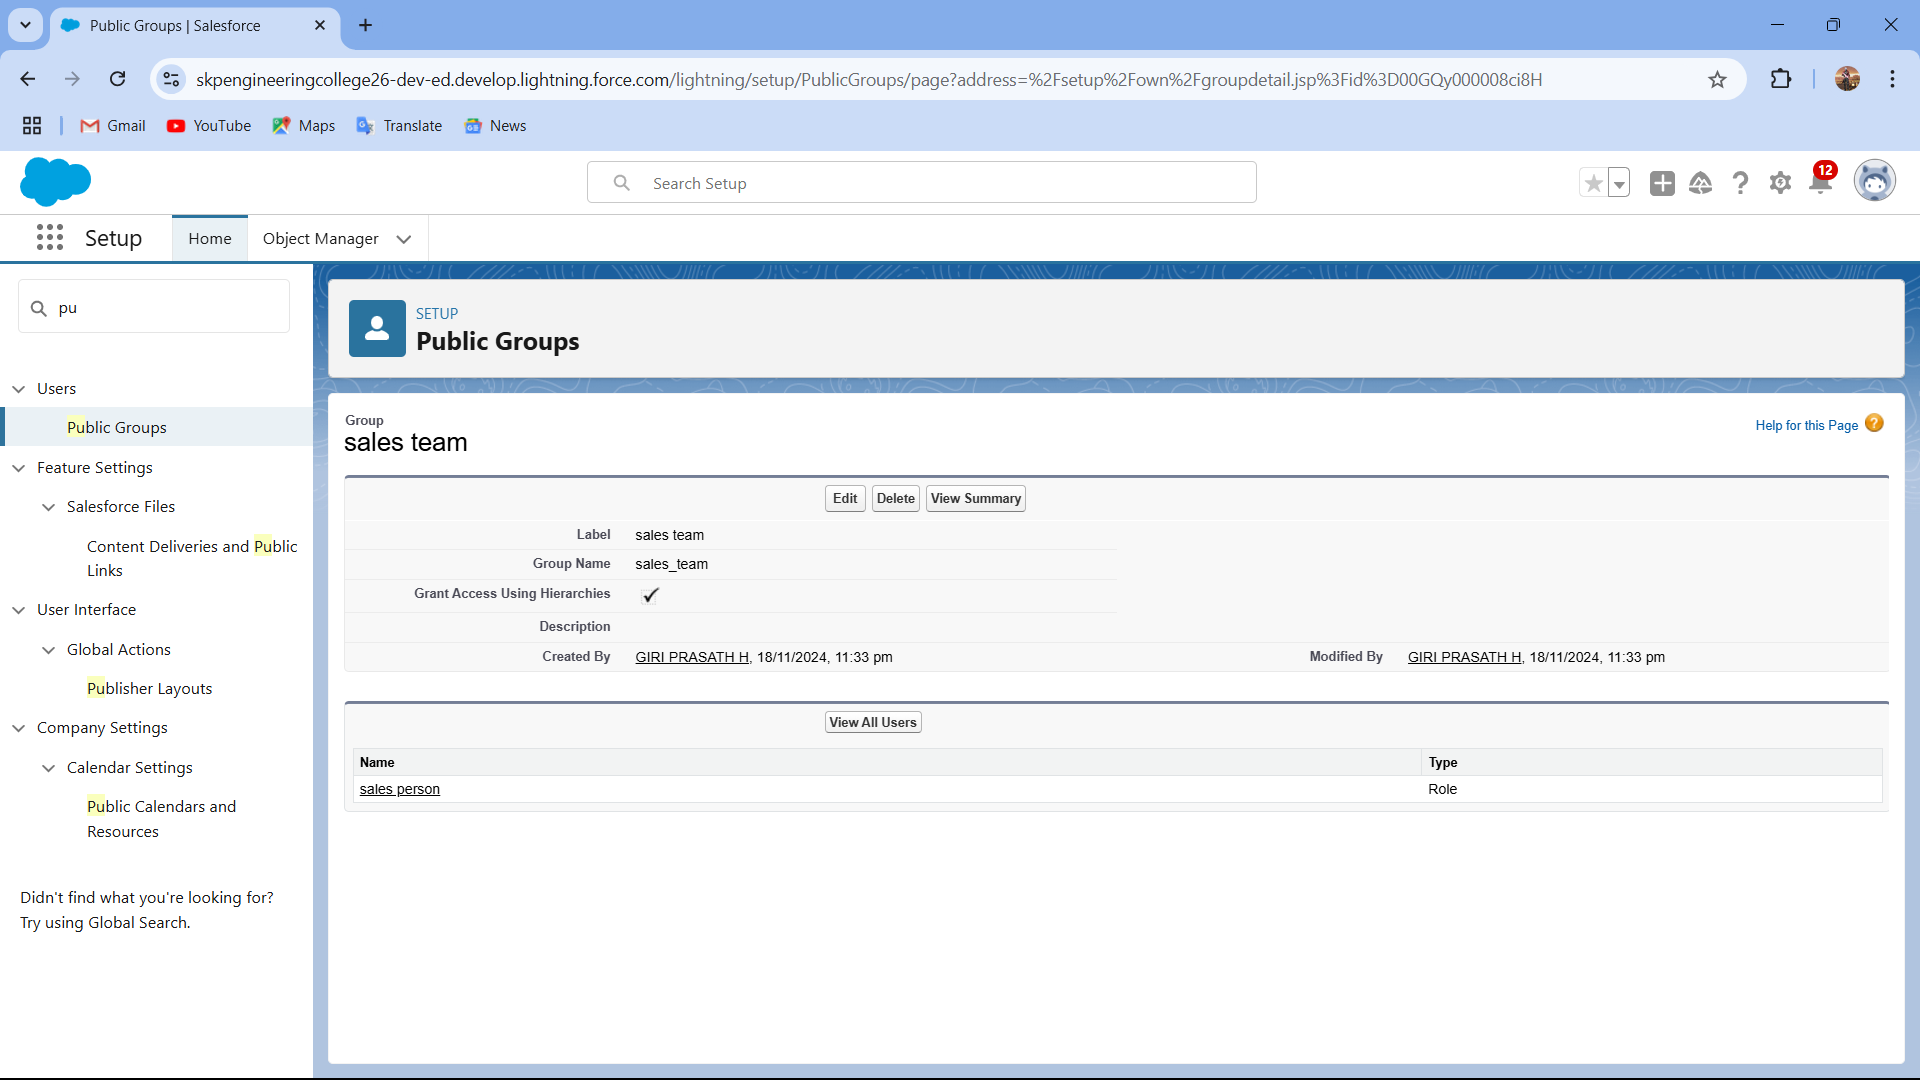 Public Groups | Salesforce
skpengineeringcollege26-dev-ed.develop.lightning.force.com/lightning/setup/PublicGroups/page?address=%2Fsetup%2Fown%2Fgroupdetail.jsp%3Fid%3D00GQy000008ci8H
Gmail YouTube Maps Translate News
Search Setup
12
Setup Home Object Manager
pu
Users
Public Groups
Feature Settings
Salesforce Files
Content Deliveries and Public
Links
User Interface
Global Actions
Publisher Layouts
Company Settings
Calendar Settings
Public Calendars and
Resources
Didn't find what you're looking for?
Try using Global Search.
SETUP
Public Groups
Group
sales team
Help for this Page ?
Edit Delete View Summary
Label sales team
Group Name sales_team
Grant Access Using Hierarchies
Description
Created By GIRI PRASATH H, 18/11/2024, 11:33 pm Modified By GIRI PRASATH H, 18/11/2024, 11:33 pm
View All Users
Name Type
sales person Role